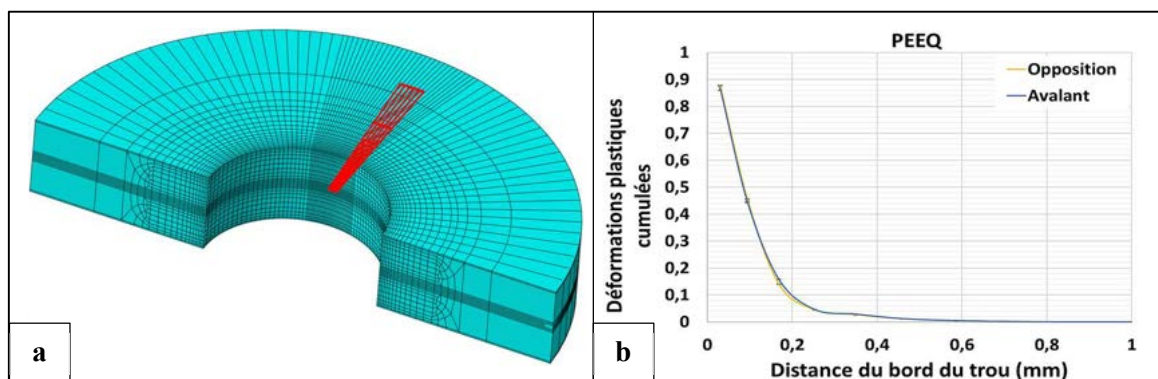 a
b
PEEQ
Opposition
Avalant
Déformations plastiques
cumulées
1
0,9
0,8
0,7
0,6
0,5
0,4
0,3
0,2
0,1
0
0
0,2
0,4
0,6
0,8
1
Distance du bord du trou (mm)